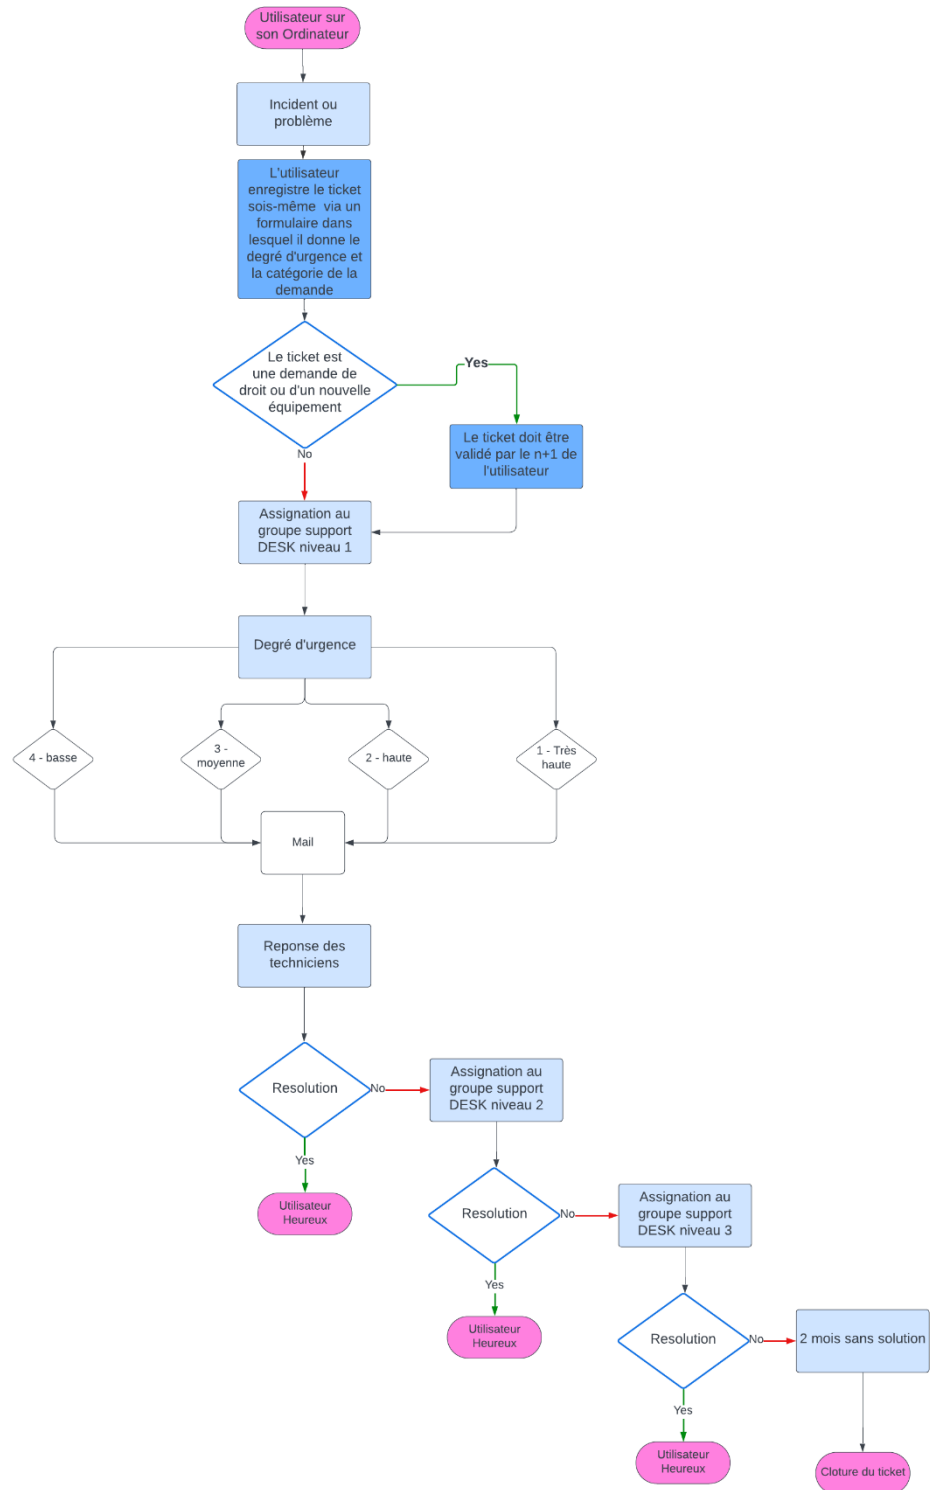 Utilisateur sur
son Ordinateur
Incident ou
problème
L'utilisateur
enregistre le ticket
sois-même via un
formulaire dans
lesquel il donne le
degré d'urgence et
la catégorie de la
demande
Le ticket est
une demande de
droit ou d'un nouvelle
équipement
Yes
No
Le ticket doit être
validé par le n+1 de
l'utilisateur
Assignation au
groupe support
DESK niveau 1
Degré d'urgence
4 - basse
3 -
moyenne
2 - haute
1 - Très
haute
Mail
Reponse des
techniciens
Resolution
No
Yes
Utilisateur
Heureux
Assignation au
groupe support
DESK niveau 2
Resolution
No
Yes
Utilisateur
Heureux
Assignation au
groupe support
DESK niveau 3
Resolution
No
Yes
Utilisateur
Heureux
2 mois sans solution
Cloture du ticket